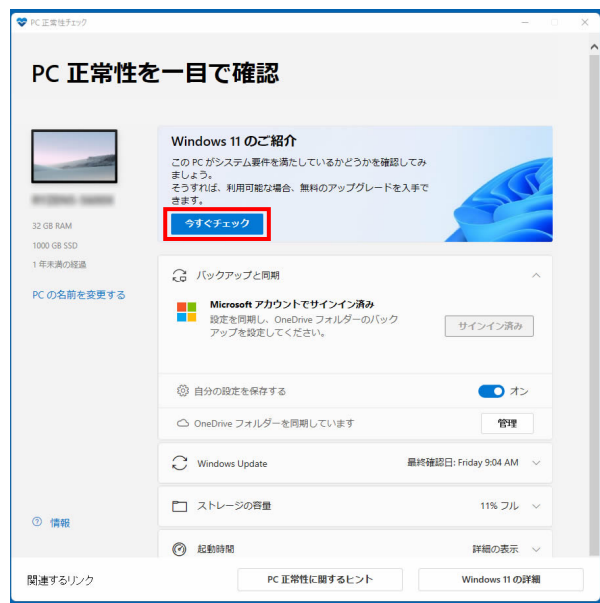 PC 正常性チェック
PC 正常性を一目で確認
Windows 11 のご紹介
この PC がシステム要件を満たしているかどうかを確認してみ
ましょう。
そうすれば、利用可能な場合、無料のアップグレードを入手で
きます。
今すぐチェック
32 GB RAM
1000 GB SSD
1 年未満の経過
PC の名前を変更する
バックアップと同期
Microsoft アカウントでサインイン済み
設定を同期し、OneDrive フォルダーのバック
アップを設定してください。
サインイン済み
自分の設定を保存する
オン
OneDrive フォルダーを同期しています
管理
Windows Update
最終確認日: Friday 9:04 AM
ストレージの容量
11% フル
起動時間
詳細の表示
情報
関連するリンク
PC 正常性に関するヒント
Windows 11 の詳細